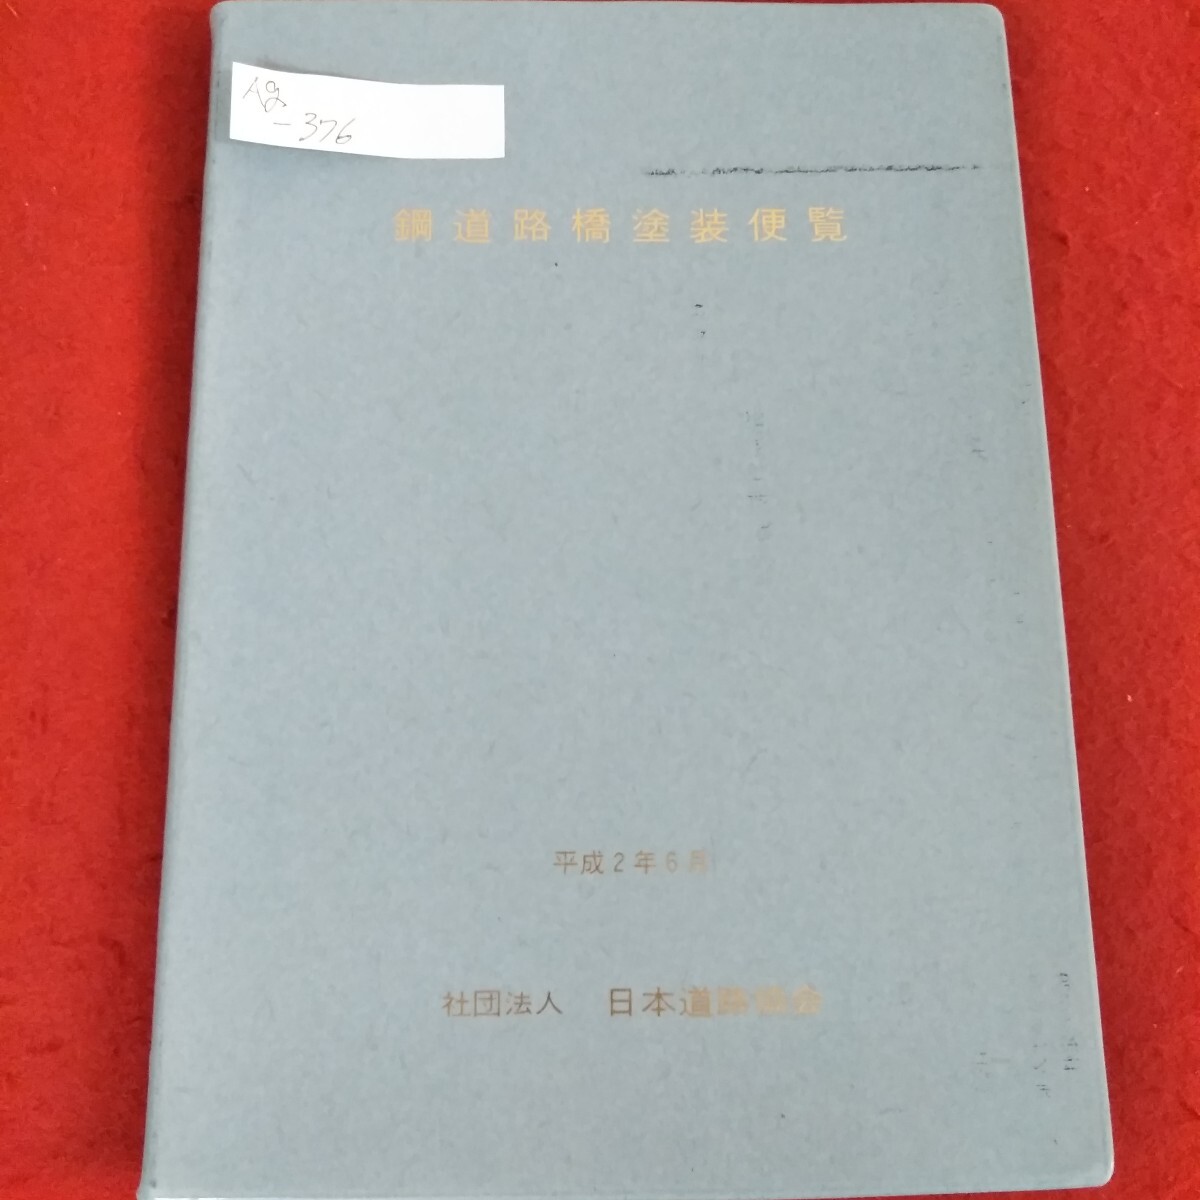 Ag
-376
鋼道路橋塗装便覧
平成2年6月
社団法人 日本道路協会